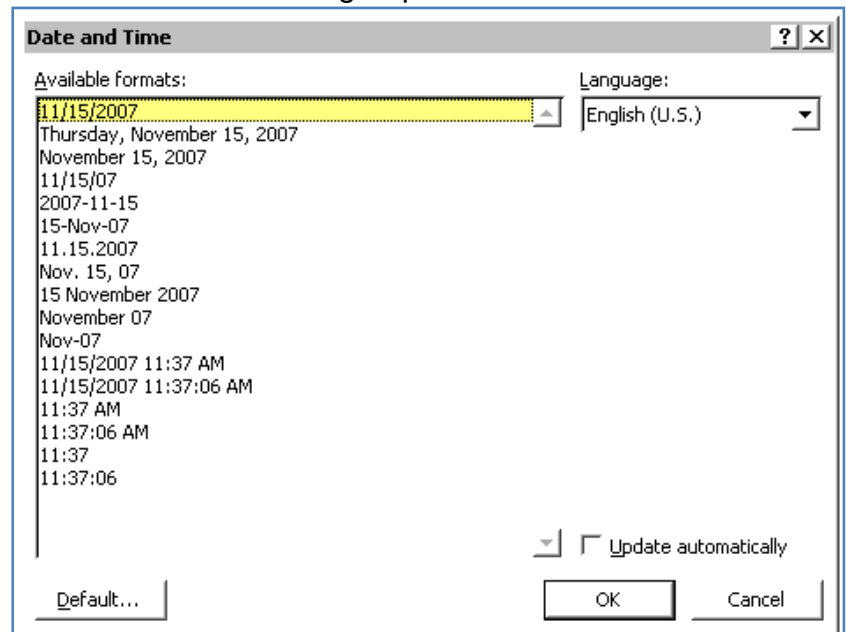 Date and Time
Available formats:
Language:
11/15/2007
English (U.S.)
Thursday, November 15, 2007
November 15, 2007
11/15/07
2007-11-15
15-Nov-07
11.15.2007
Nov. 15, 07
15 November 2007
November 07
Nov-07
11/15/2007 11:37 AM
11/15/2007 11:37:06 AM
11:37 AM
11:37:06 AM
11:37
11:37:06
Update automatically
Default...
OK
Cancel